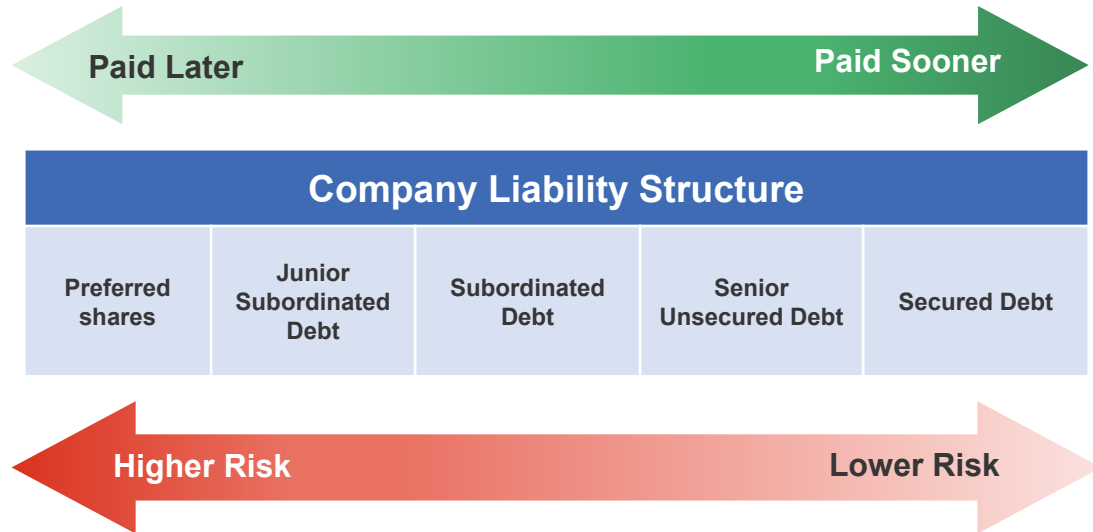 Paid Later
Paid Sooner
Company Liability Structure
Preferred
shares
Junior
Subordinated
Debt
Subordinated
Debt
Senior
Unsecured Debt
Secured Debt
Higher Risk
Lower Risk